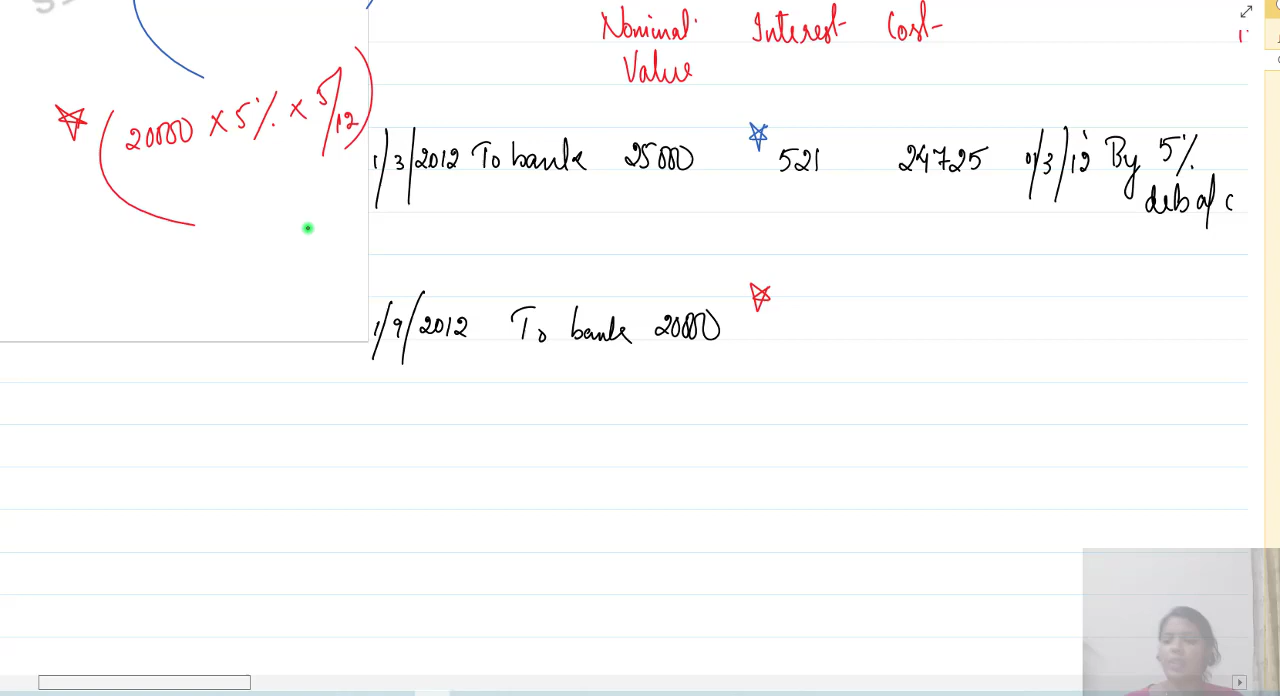 Nominal Interest Cost
Value
(20000 × 5% × 5/12)
1/3/2012 To bank 25000 521 24725 1/3/12 By 5%
deb a/c
1/9/2012 To bank 20000